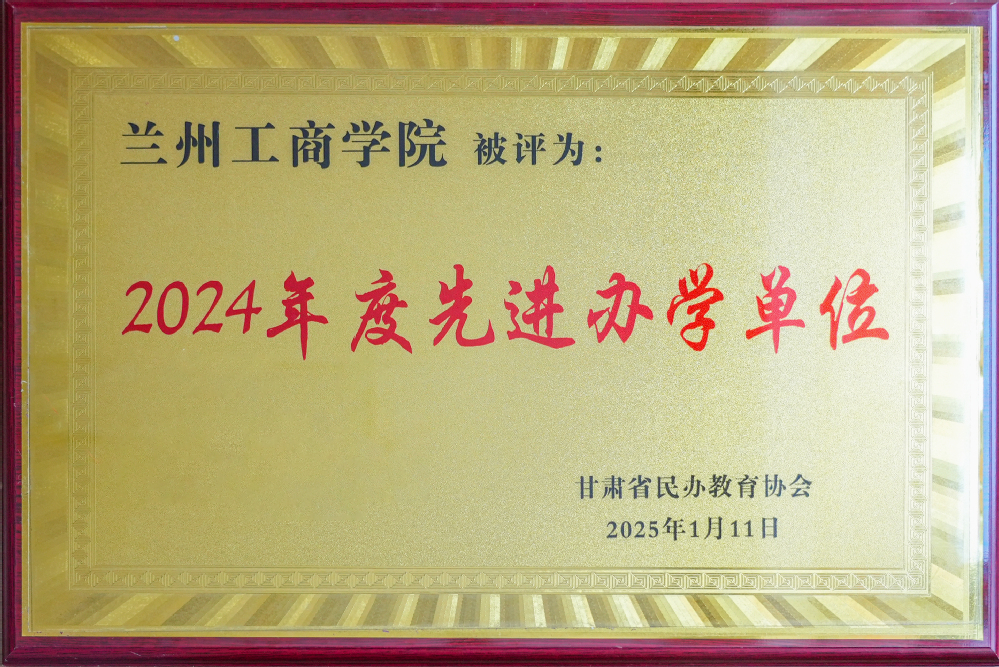 兰州工商学院 被评为：
2024年度先进办学单位
甘肃省民办教育协会
2025年1月11日